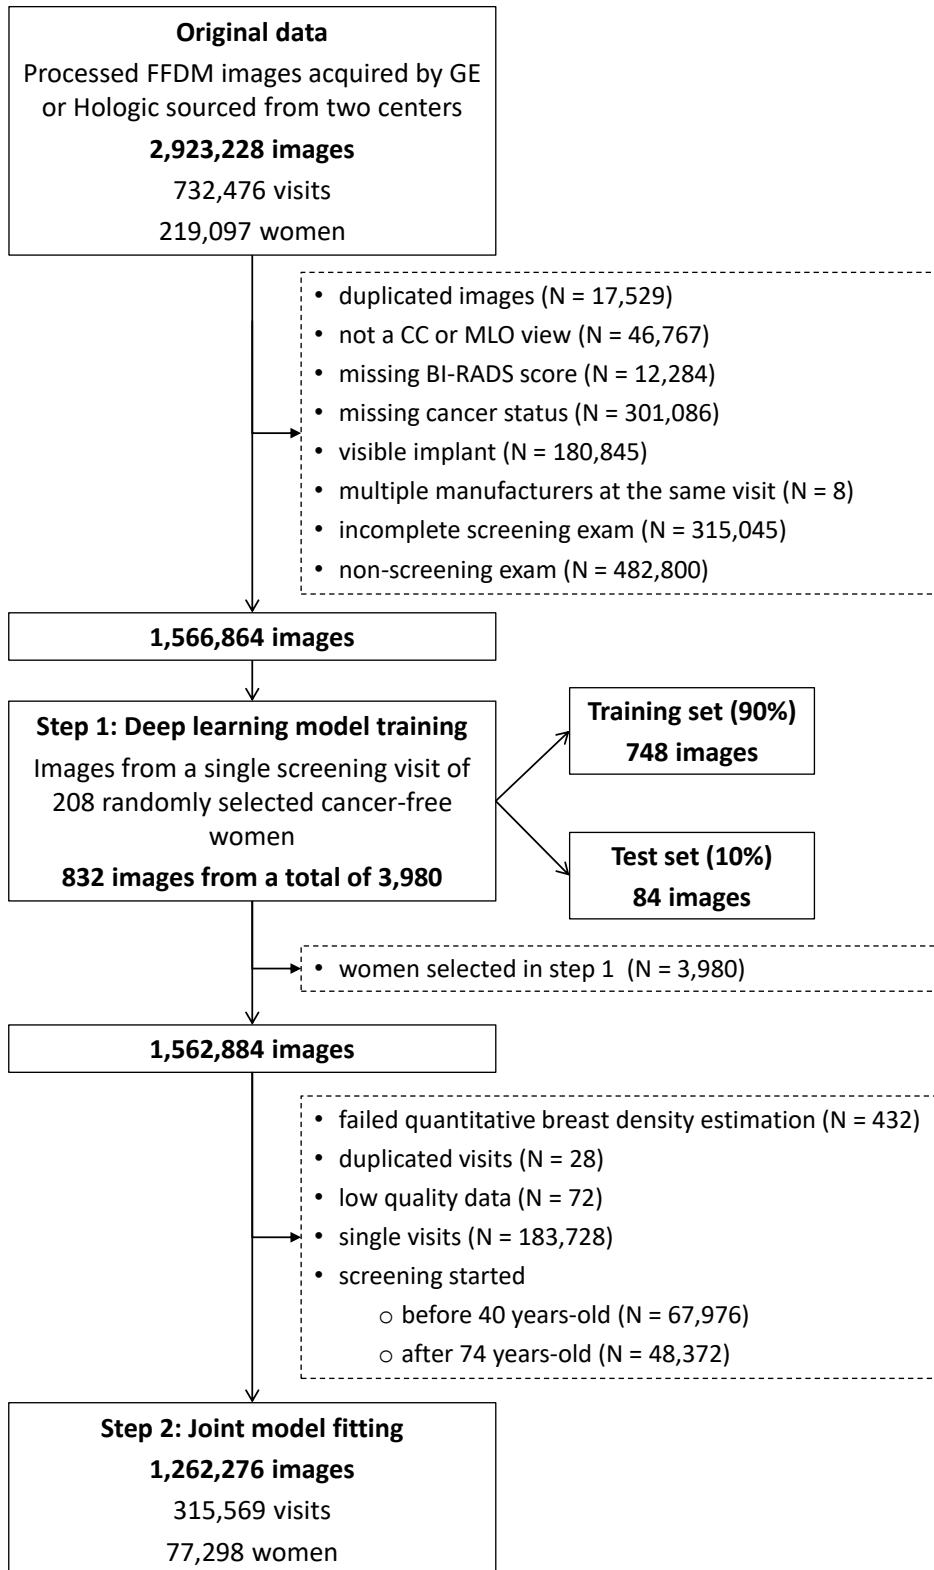 Original data
Processed FFDM images acquired by GE
or Hologic sourced from two centers
2,923,228 images
732,476 visits
219,097 women
• duplicated images (N = 17,529)
• not a CC or MLO view (N = 46,767)
• missing BI-RADS score (N = 12,284)
• missing cancer status (N = 301,086)
• visible implant (N = 180,845)
• multiple manufacturers at the same visit (N = 8)
• incomplete screening exam (N = 315,045)
• non-screening exam (N = 482,800)
1,566,864 images
Step 1: Deep learning model training
Images from a single screening visit of
208 randomly selected cancer-free
women
832 images from a total of 3,980
Training set (90%)
748 images
Test set (10%)
84 images
• women selected in step 1 (N = 3,980)
1,562,884 images
• failed quantitative breast density estimation (N = 432)
• duplicated visits (N = 28)
• low quality data (N = 72)
• single visits (N = 183,728)
• screening started
o before 40 years-old (N = 67,976)
o after 74 years-old (N = 48,372)
Step 2: Joint model fitting
1,262,276 images
315,569 visits
77,298 women